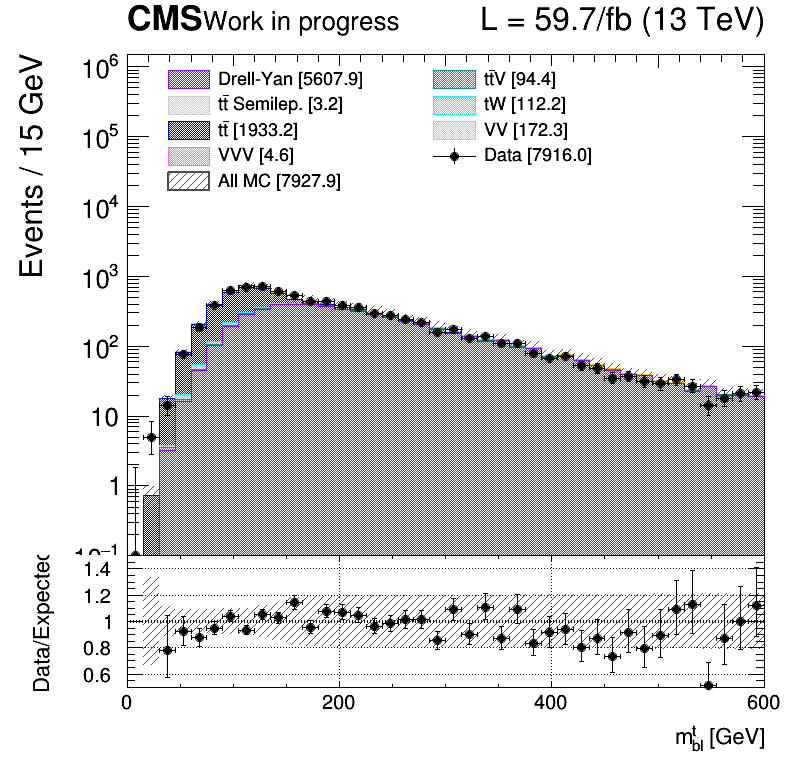 CMS Work in progress L = 59.7/fb (13 TeV)
Events / 15 GeV
10⁶
10⁵
10⁴
10³
10²
10
1
10⁻¹
Drell-Yan [5607.9]
tt̄ Semilep. [3.2]
tt̄ [1933.2]
VVV [4.6]
All MC [7927.9]
tt̄V [94.4]
tW [112.2]
VV [172.3]
Data [7916.0]
Data/Expected
1.4
1.2
1
0.8
0.6
0 200 400 600
mᵗbl [GeV]